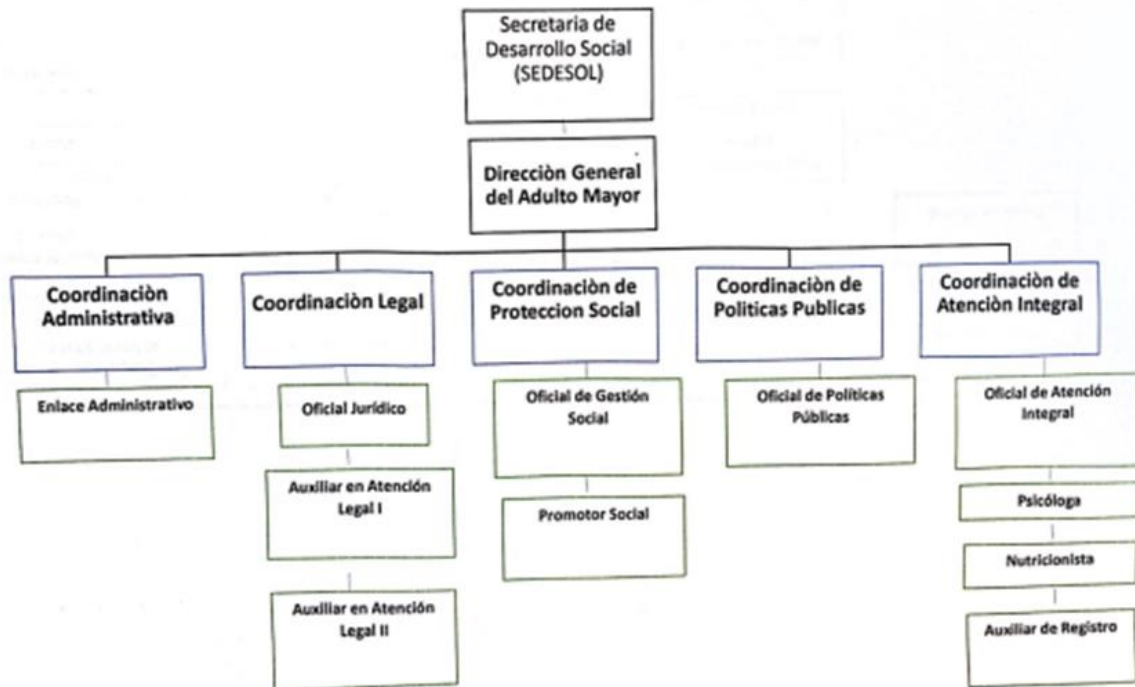 Secretaria de
Desarrollo Social
(SEDESOL)
Direcciòn General
del Adulto Mayor
Coordinaciòn
Administrativa
Coordinaciòn Legal
Coordinaciòn de
Proteccion Social
Coordinaciòn de
Politicas Publicas
Coordinaciòn de
Atenciòn Integral
Enlace Administrativo
Oficial Jurídico
Auxiliar en Atención
Legal I
Auxiliar en Atención
Legal II
Oficial de Gestión
Social
Promotor Social
Oficial de Políticas
Públicas
Oficial de Atención
Integral
Psicóloga
Nutricionista
Auxiliar de Registro